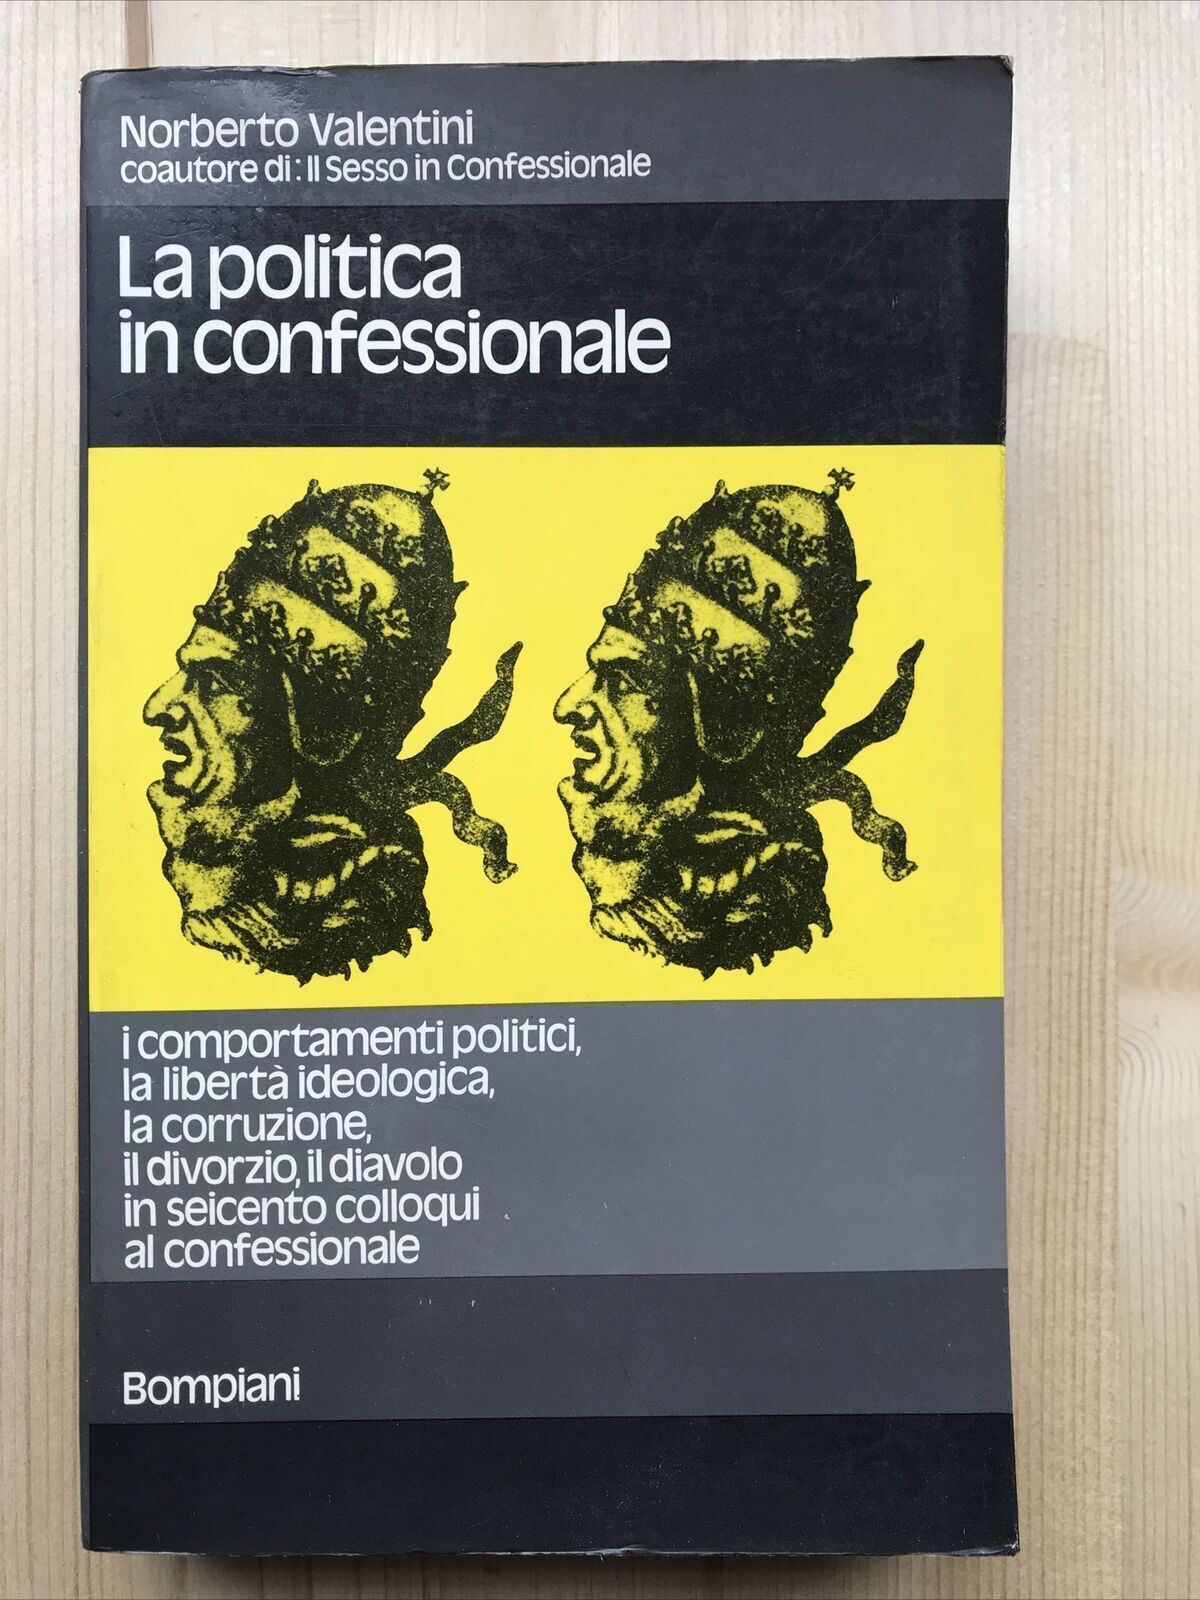 Norberto Valentini
coautore di: Il Sesso in Confessionale
La politica
in confessionale
i comportamenti politici,
la libertà ideologica,
la corruzione,
il divorzio, il diavolo
in seicento colloqui
al confessionale
Bompiani